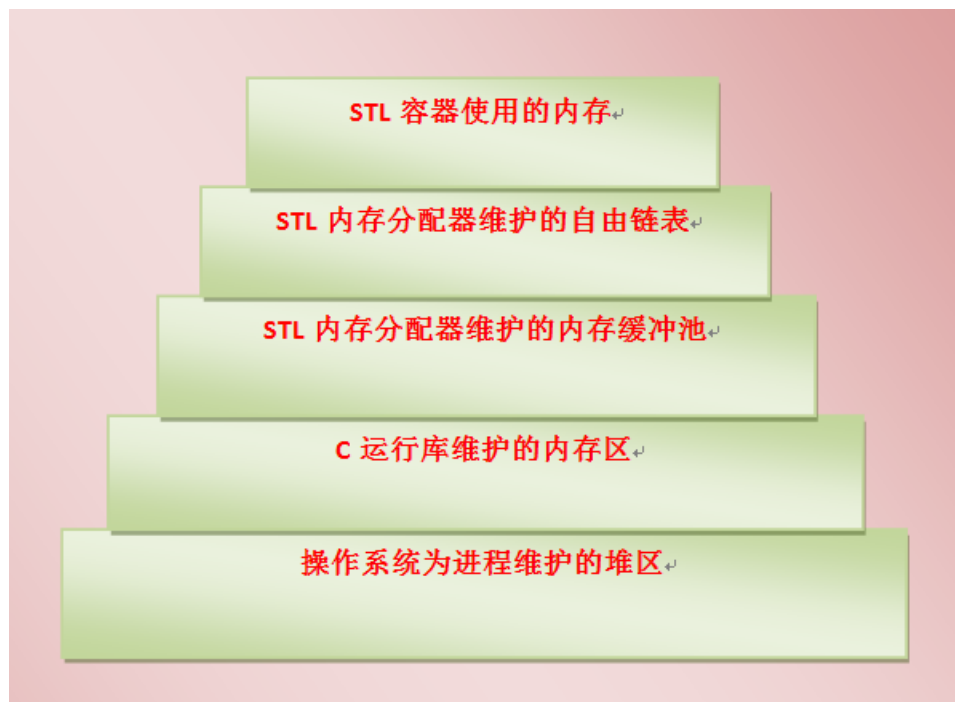 STL 容器使用的内存
STL 内存分配器维护的自由链表
STL 内存分配器维护的内存缓冲池
C 运行库维护的内存区
操作系统为进程维护的堆区